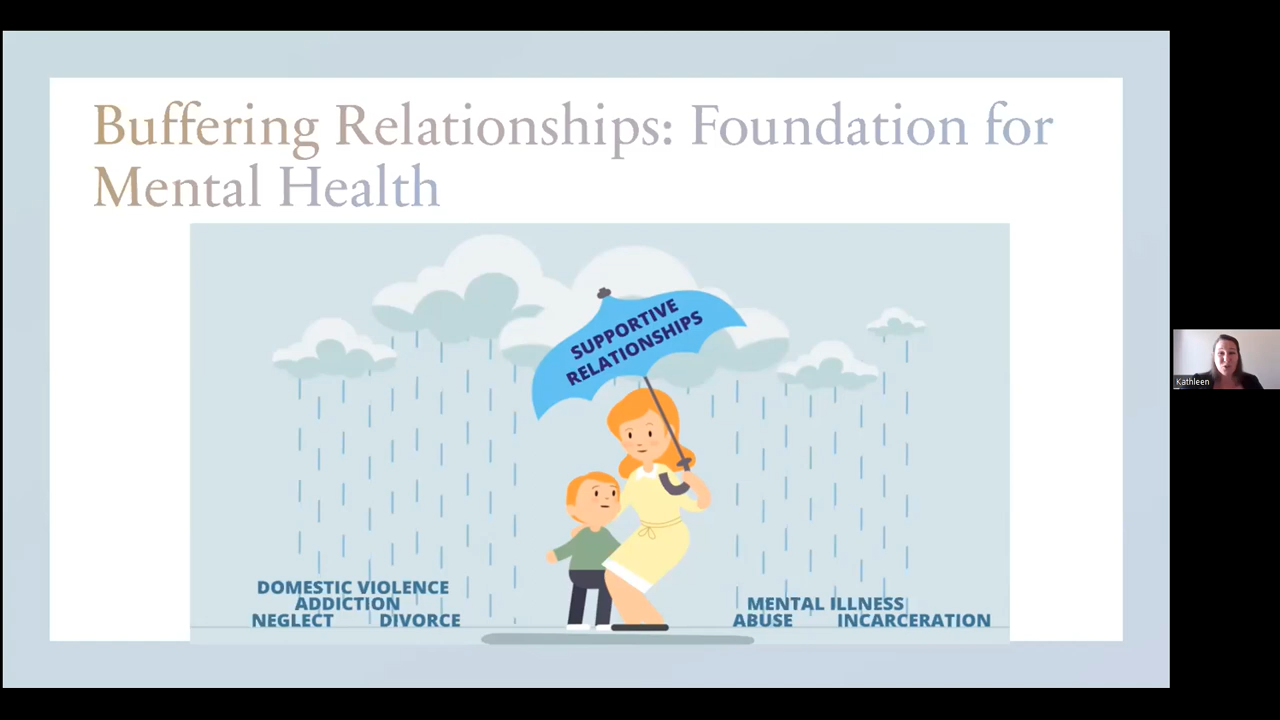 Buffering Relationships: Foundation for
Mental Health
SUPPORTIVE
RELATIONSHIPS
DOMESTIC VIOLENCE
ADDICTION
NEGLECT DIVORCE
MENTAL ILLNESS
ABUSE INCARCERATION
Kathleen